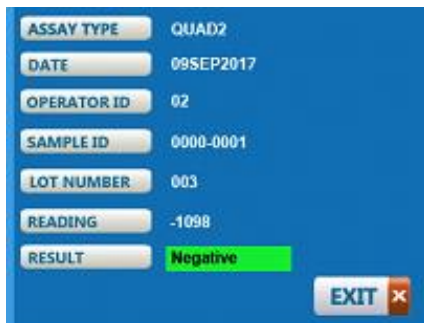 ASSAY TYPE QUAD2
DATE 09SEP2017
OPERATOR ID 02
SAMPLE ID 0000-0001
LOT NUMBER 003
READING -1098
RESULT Negative
EXIT ×